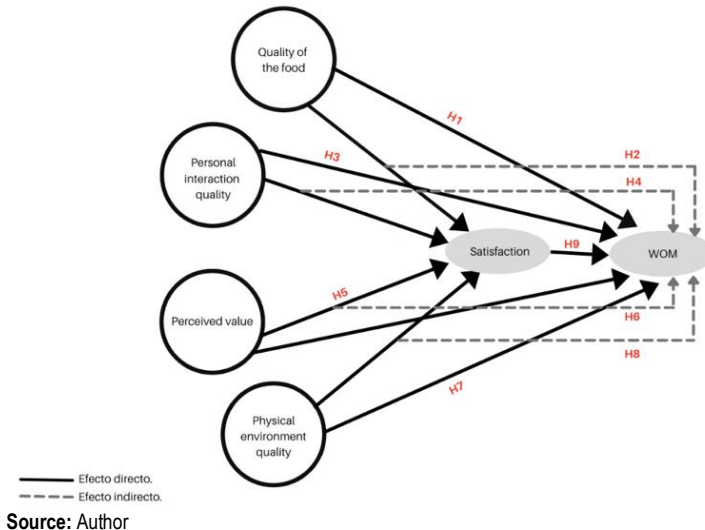 Quality of
the food
H1
Personal
interaction
quality
H3
H2
H4
Satisfaction
H9
WOM
Perceived value
H5
H6
H8
Physical
environment
quality
H7
Efecto directo.
Efecto indirecto.
Source: Author